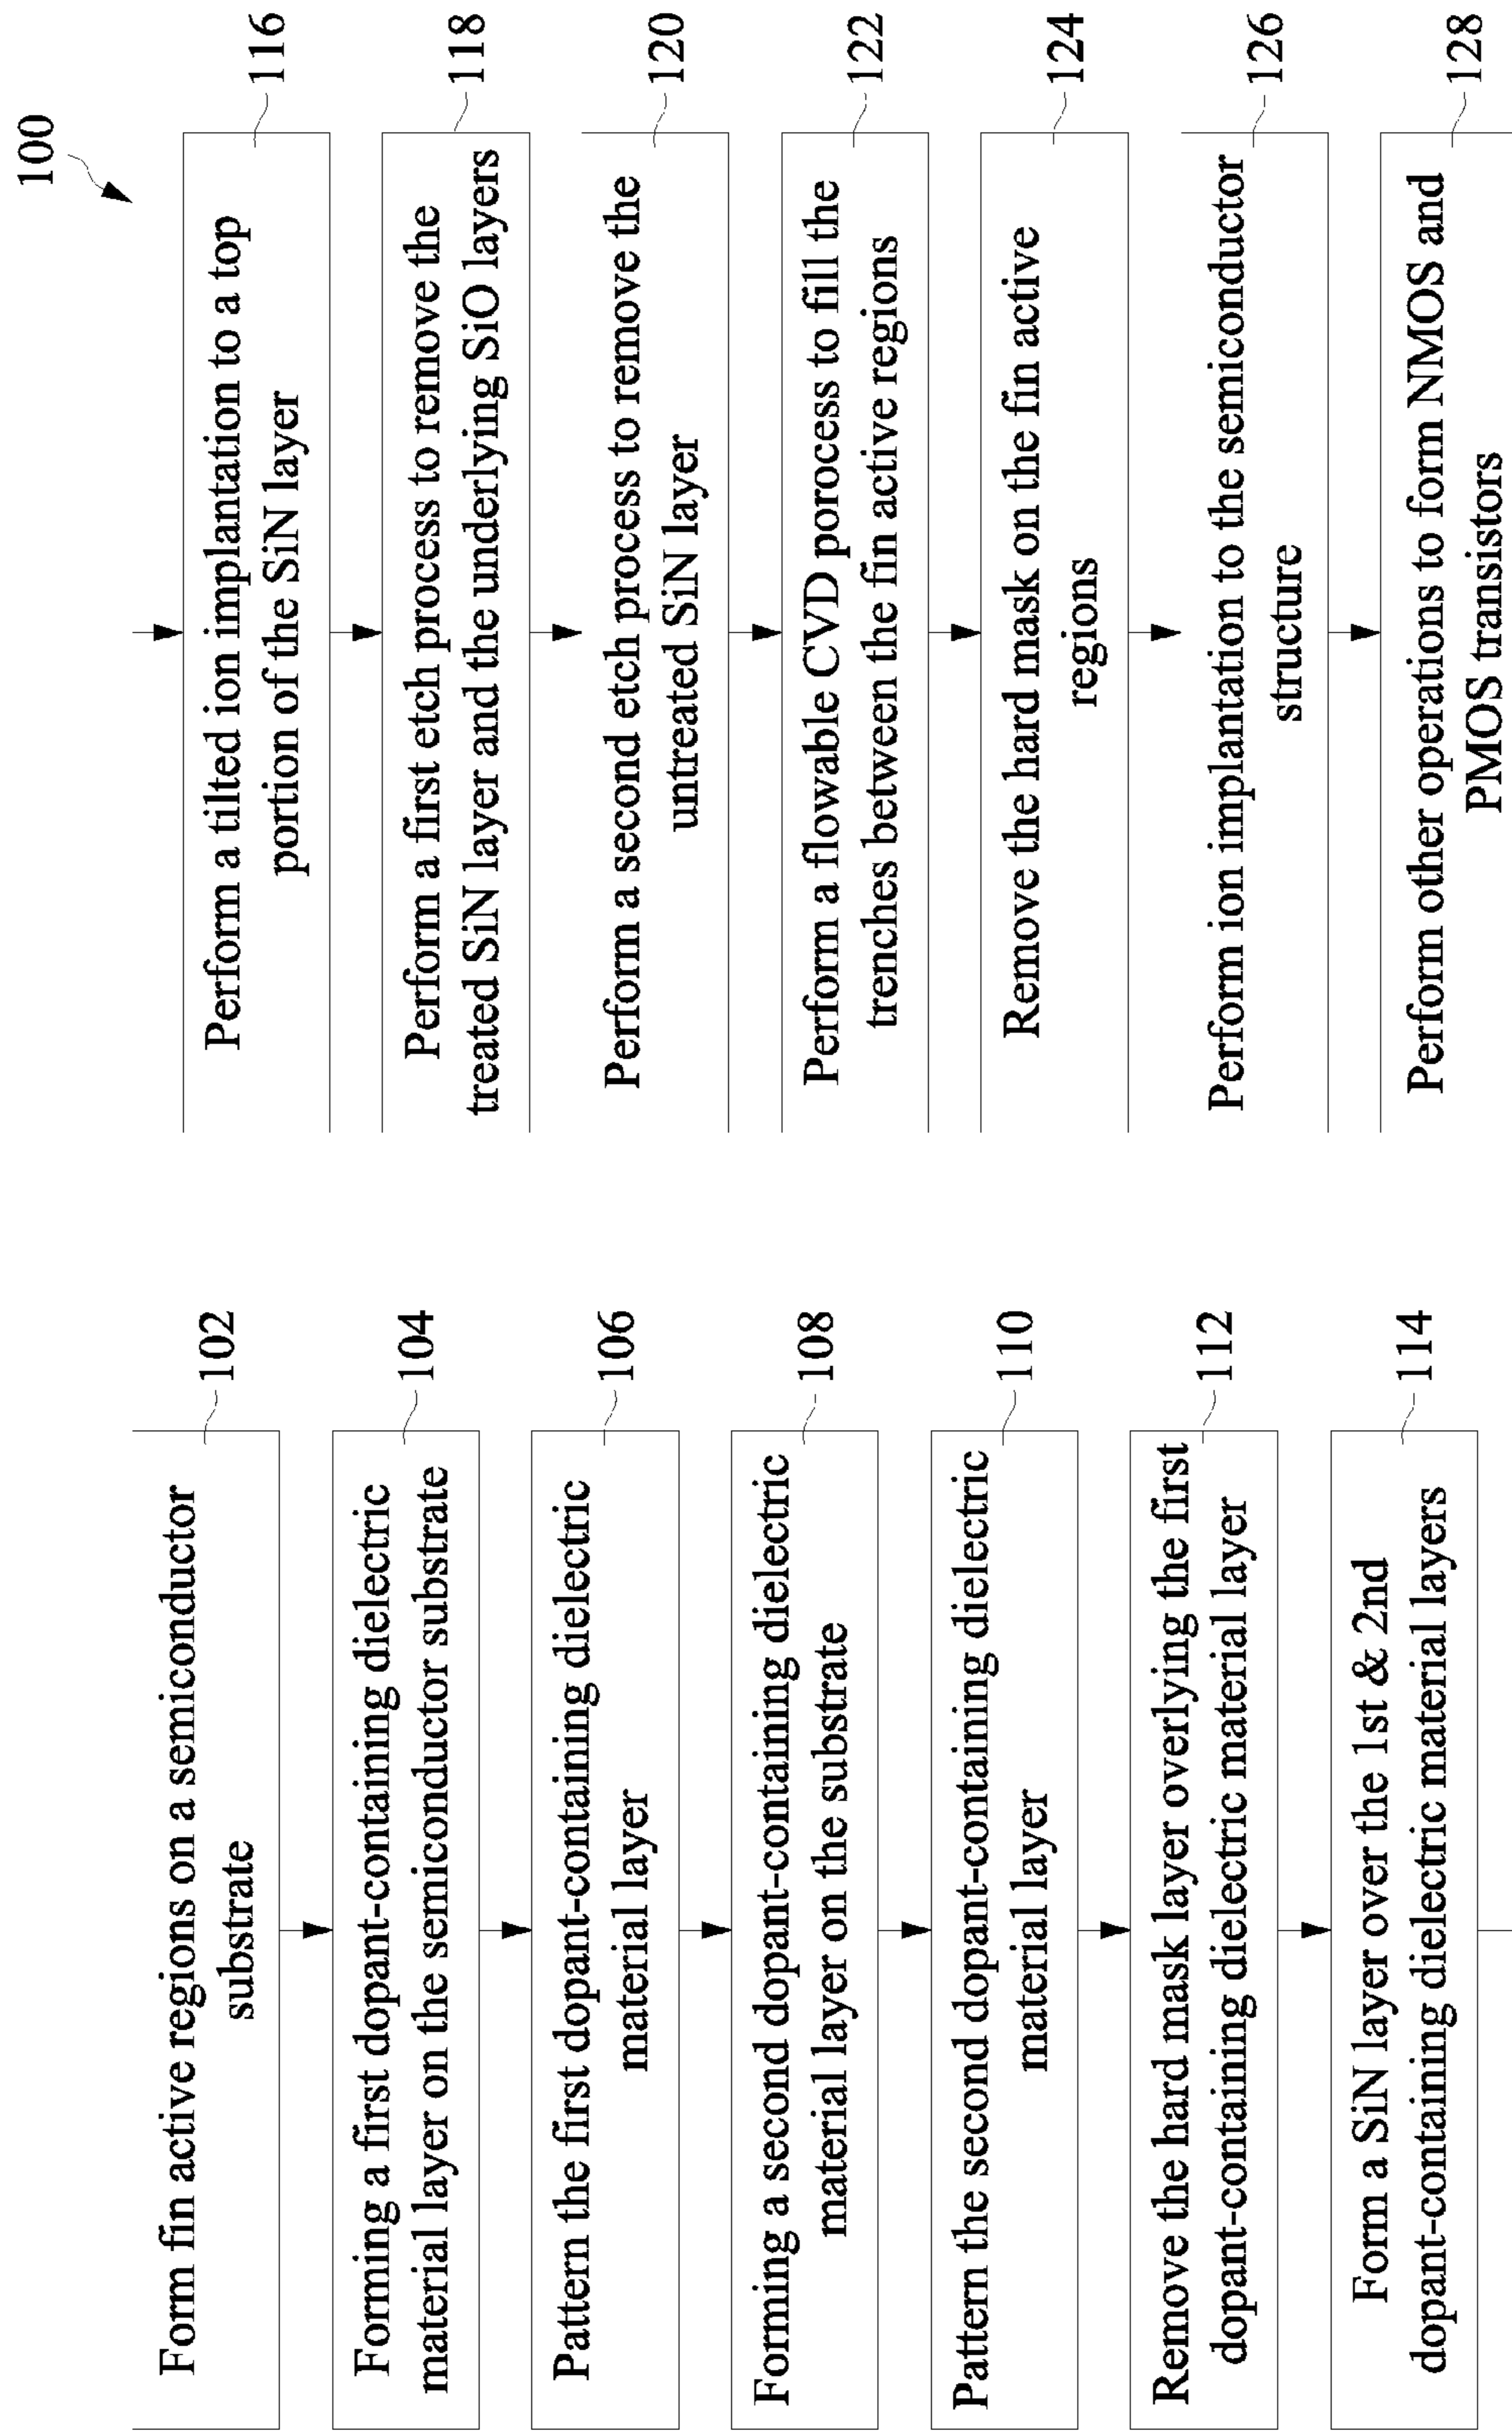 100
Form fin active regions on a semiconductor
substrate
102
Forming a first dopant-containing dielectric
material layer on the semiconductor substrate
104
Pattern the first dopant-containing dielectric
material layer
106
Forming a second dopant-containing dielectric
material layer on the substrate
108
Pattern the second dopant-containing dielectric
material layer
110
Remove the hard mask layer overlying the first
dopant-containing dielectric material layer
112
Form a SiN layer over the 1st & 2nd
dopant-containing dielectric material layers
114
Perform a tilted ion implantation to a top
portion of the SiN layer
116
Perform a first etch process to remove the
treated SiN layer and the underlying SiO layers
118
Perform a second etch process to remove the
untreated SiN layer
120
Perform a flowable CVD porocess to fill the
trenches between the fin active regions
122
Remove the hard mask on the fin active
regions
124
Perform ion implantation to the semiconductor
structure
126
Perform other operations to form NMOS and
PMOS transistors
128